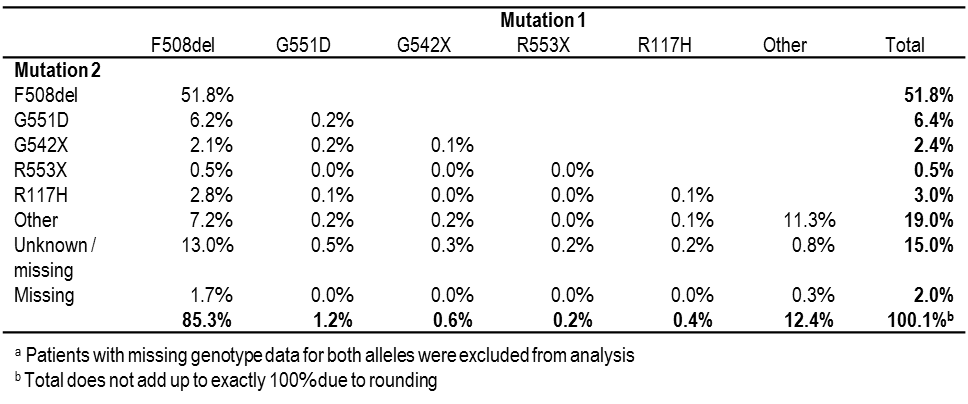 Mutation 1
F508del G551D G542X R553X R117H Other Total
Mutation 2
F508del 51.8% 51.8%
G551D 6.2% 0.2% 6.4%
G542X 2.1% 0.2% 0.1% 2.4%
R553X 0.5% 0.0% 0.0% 0.0% 0.5%
R117H 2.8% 0.1% 0.0% 0.0% 0.1% 3.0%
Other 7.2% 0.2% 0.2% 0.0% 0.1% 11.3% 19.0%
Unknown / 13.0% 0.5% 0.3% 0.2% 0.2% 0.8% 15.0%
missing
Missing 1.7% 0.0% 0.0% 0.0% 0.0% 0.3% 2.0%
85.3% 1.2% 0.6% 0.2% 0.4% 12.4% 100.1%b
a Patients with missing genotype data for both alleles were excluded from analysis
b Total does not add up to exactly 100% due to rounding